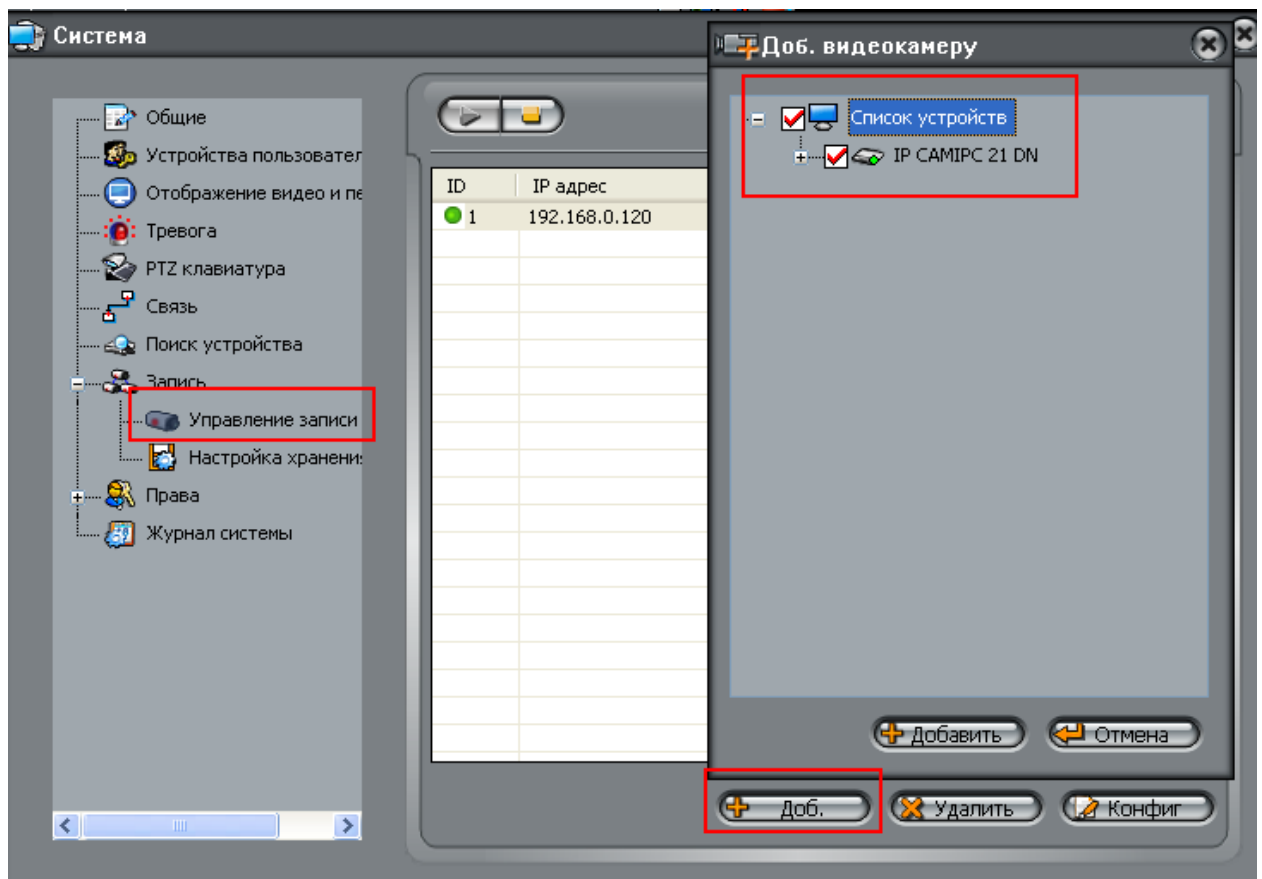 Система
Общие
Устройства пользовател
Отображение видео и пе
Тревога
PTZ клавиатура
Связь
Поиск устройства
Запись
Управление записи
Настройка хранени
Права
Журнал системы
ID IP адрес
1 192.168.0.120
Доб. видеокамеру
Список устройств
IP CAMIPC 21 DN
Добавить Отмена
Доб. Удалить Конфиг